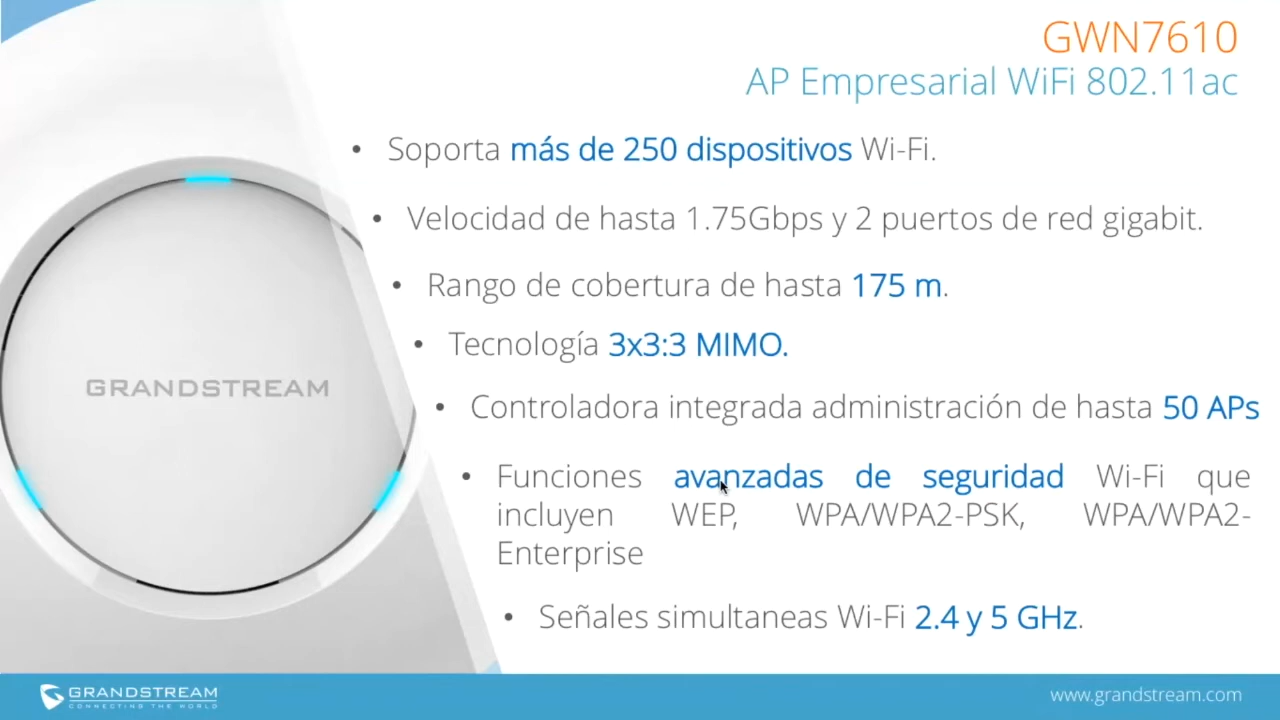 GWN7610
AP Empresarial WiFi 802.11ac
• Soporta más de 250 dispositivos Wi-Fi.
• Velocidad de hasta 1.75Gbps y 2 puertos de red gigabit.
• Rango de cobertura de hasta 175 m.
• Tecnología 3x3:3 MIMO.
GRANDSTREAM
• Controladora integrada administración de hasta 50 APs
• Funciones avanzadas de seguridad Wi-Fi que
incluyen WEP, WPA/WPA2-PSK, WPA/WPA2-
Enterprise
• Señales simultaneas Wi-Fi 2.4 y 5 GHz.
GRANDSTREAM
CONNECTING THE WORLD
www.grandstream.com